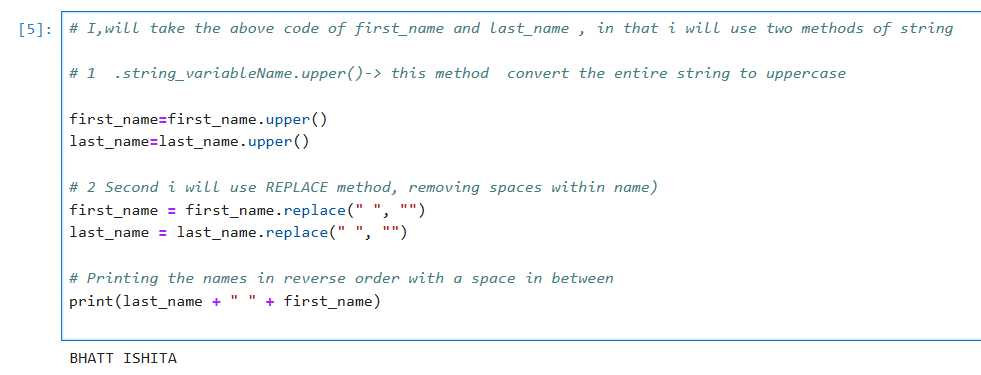 [5]: # I,will take the above code of first_name and last_name , in that i will use two methods of string
# 1  .string_variableName.upper()-> this method  convert the entire string to uppercase
first_name=first_name.upper()
last_name=last_name.upper()
# 2 Second i will use REPLACE method, removing spaces within name)
first_name = first_name.replace(" ", "")
last_name = last_name.replace(" ", "")
# Printing the names in reverse order with a space in between
print(last_name + " " + first_name)
BHATT ISHITA